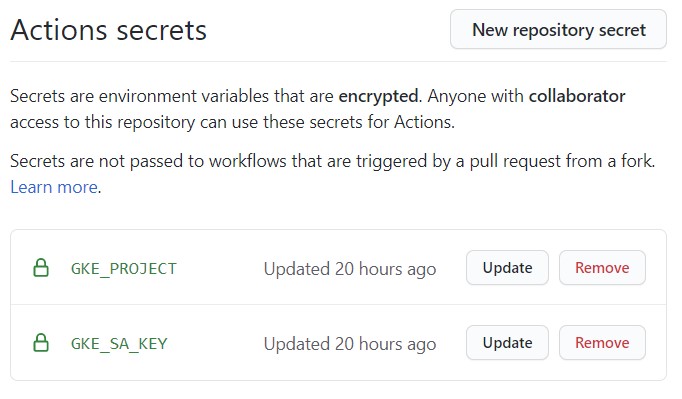 Actions secrets
New repository secret
Secrets are environment variables that are encrypted. Anyone with collaborator
access to this repository can use these secrets for Actions.
Secrets are not passed to workflows that are triggered by a pull request from a fork.
Learn more.
GKE_PROJECT Updated 20 hours ago Update Remove
GKE_SA_KEY Updated 20 hours ago Update Remove